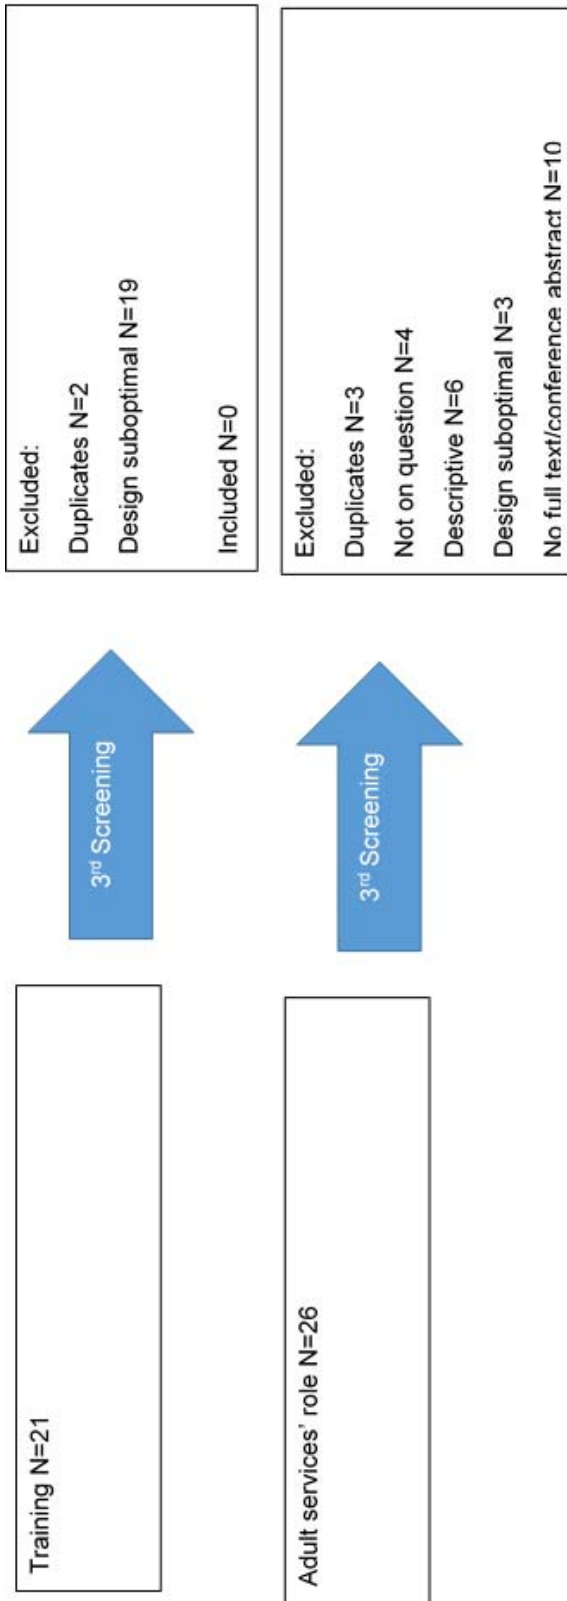 Training N=21
3rd Screening
Excluded:
Duplicates N=2
Design suboptimal N=19
Included N=0
Adult services’ role N=26
3rd Screening
Excluded:
Duplicates N=3
Not on question N=4
Descriptive N=6
Design suboptimal N=3
No full text/conference abstract N=10